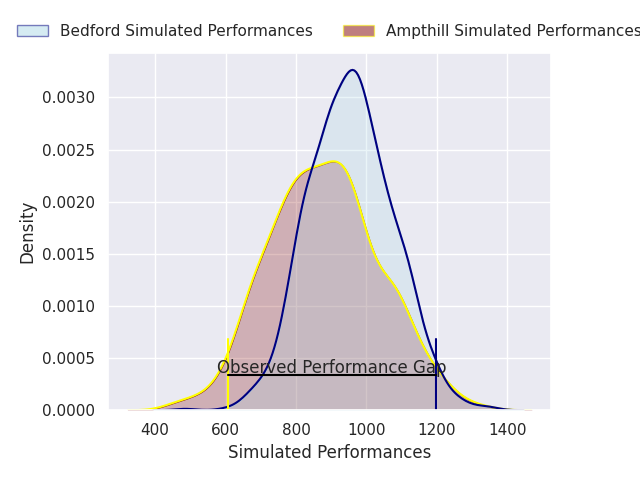 Bedford Simulated Performances Ampthill Simulated Performances
0.0030
0.0025
0.0020
0.0015
0.0010
0.0005
0.0000
Density
Observed Performance Gap
400 600 800 1000 1200 1400
Simulated Performances